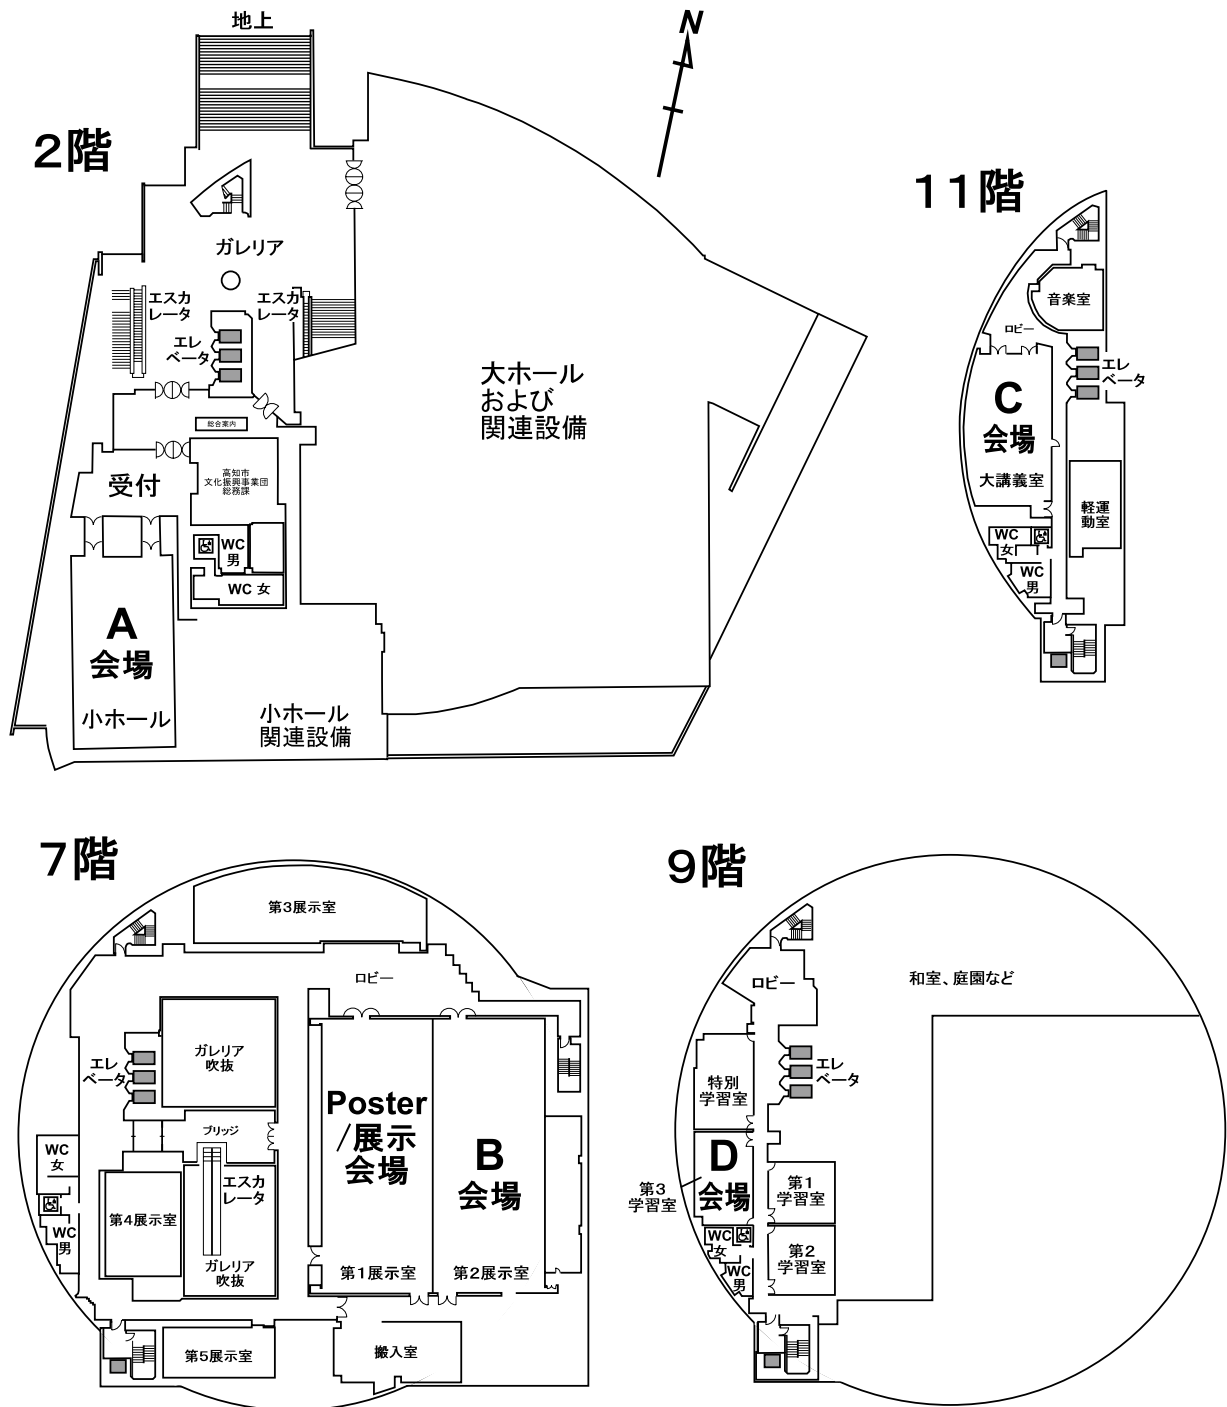 地上
N
２階
ガレリア
エスカ
レータ
エスカ
レータ
エレ
ベータ
総合案内
大ホール
および
関連設備
受付
高知市
文化振興事業団
総務課
WC
男
WC 女
A
会場
小ホール
小ホール
関連設備
１１階
音楽室
ロビー
エレ
ベータ
C
会場
大講義室
軽運
動室
WC
女
WC
男
７階
第３展示室
ロビー
ガレリア
吹抜
エレ
ベータ
ブリッジ
Poster
/展示
会場
B
会場
WC
女
エスカ
レータ
第４展示室
WC
男
ガレリア
吹抜
第１展示室
第２展示室
第５展示室
搬入室
９階
ロビー
和室、庭園など
エレ
ベータ
特別
学習室
D
会場
第３
学習室
第１
学習室
WC
女
第２
学習室
WC
男